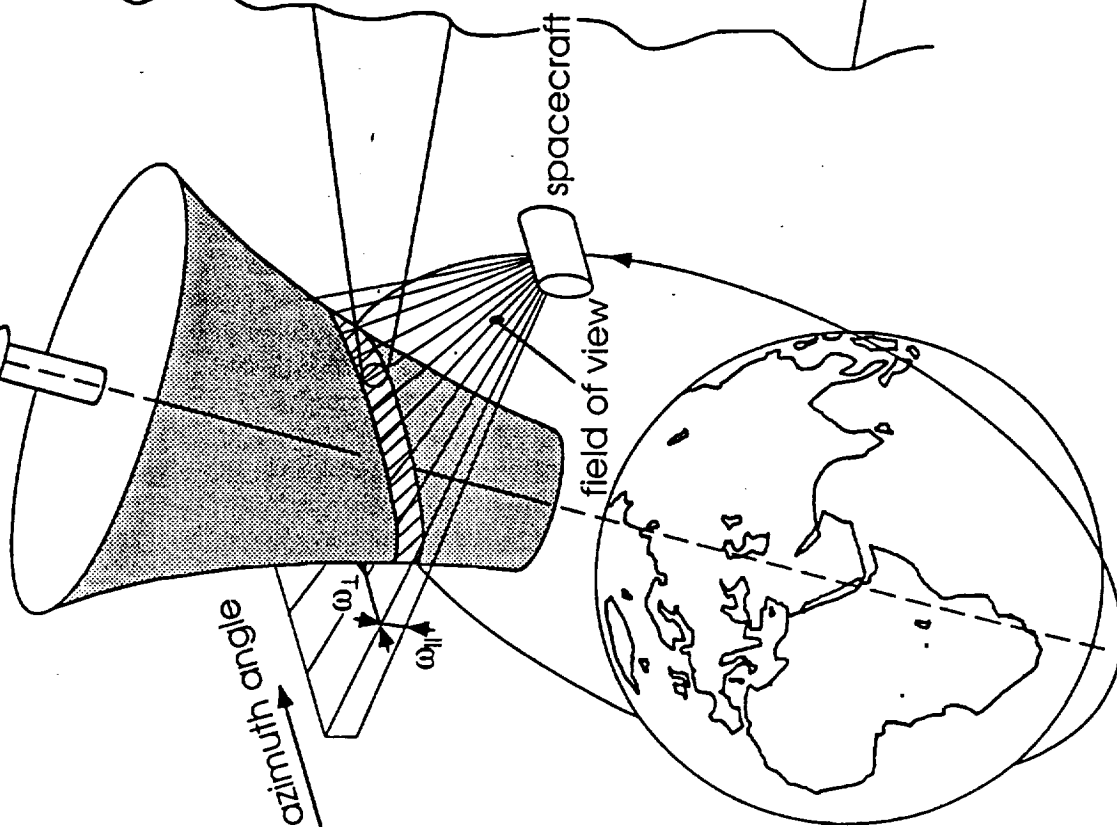 spacecraft
field of view
azimuth angle
ω⊥
ω||